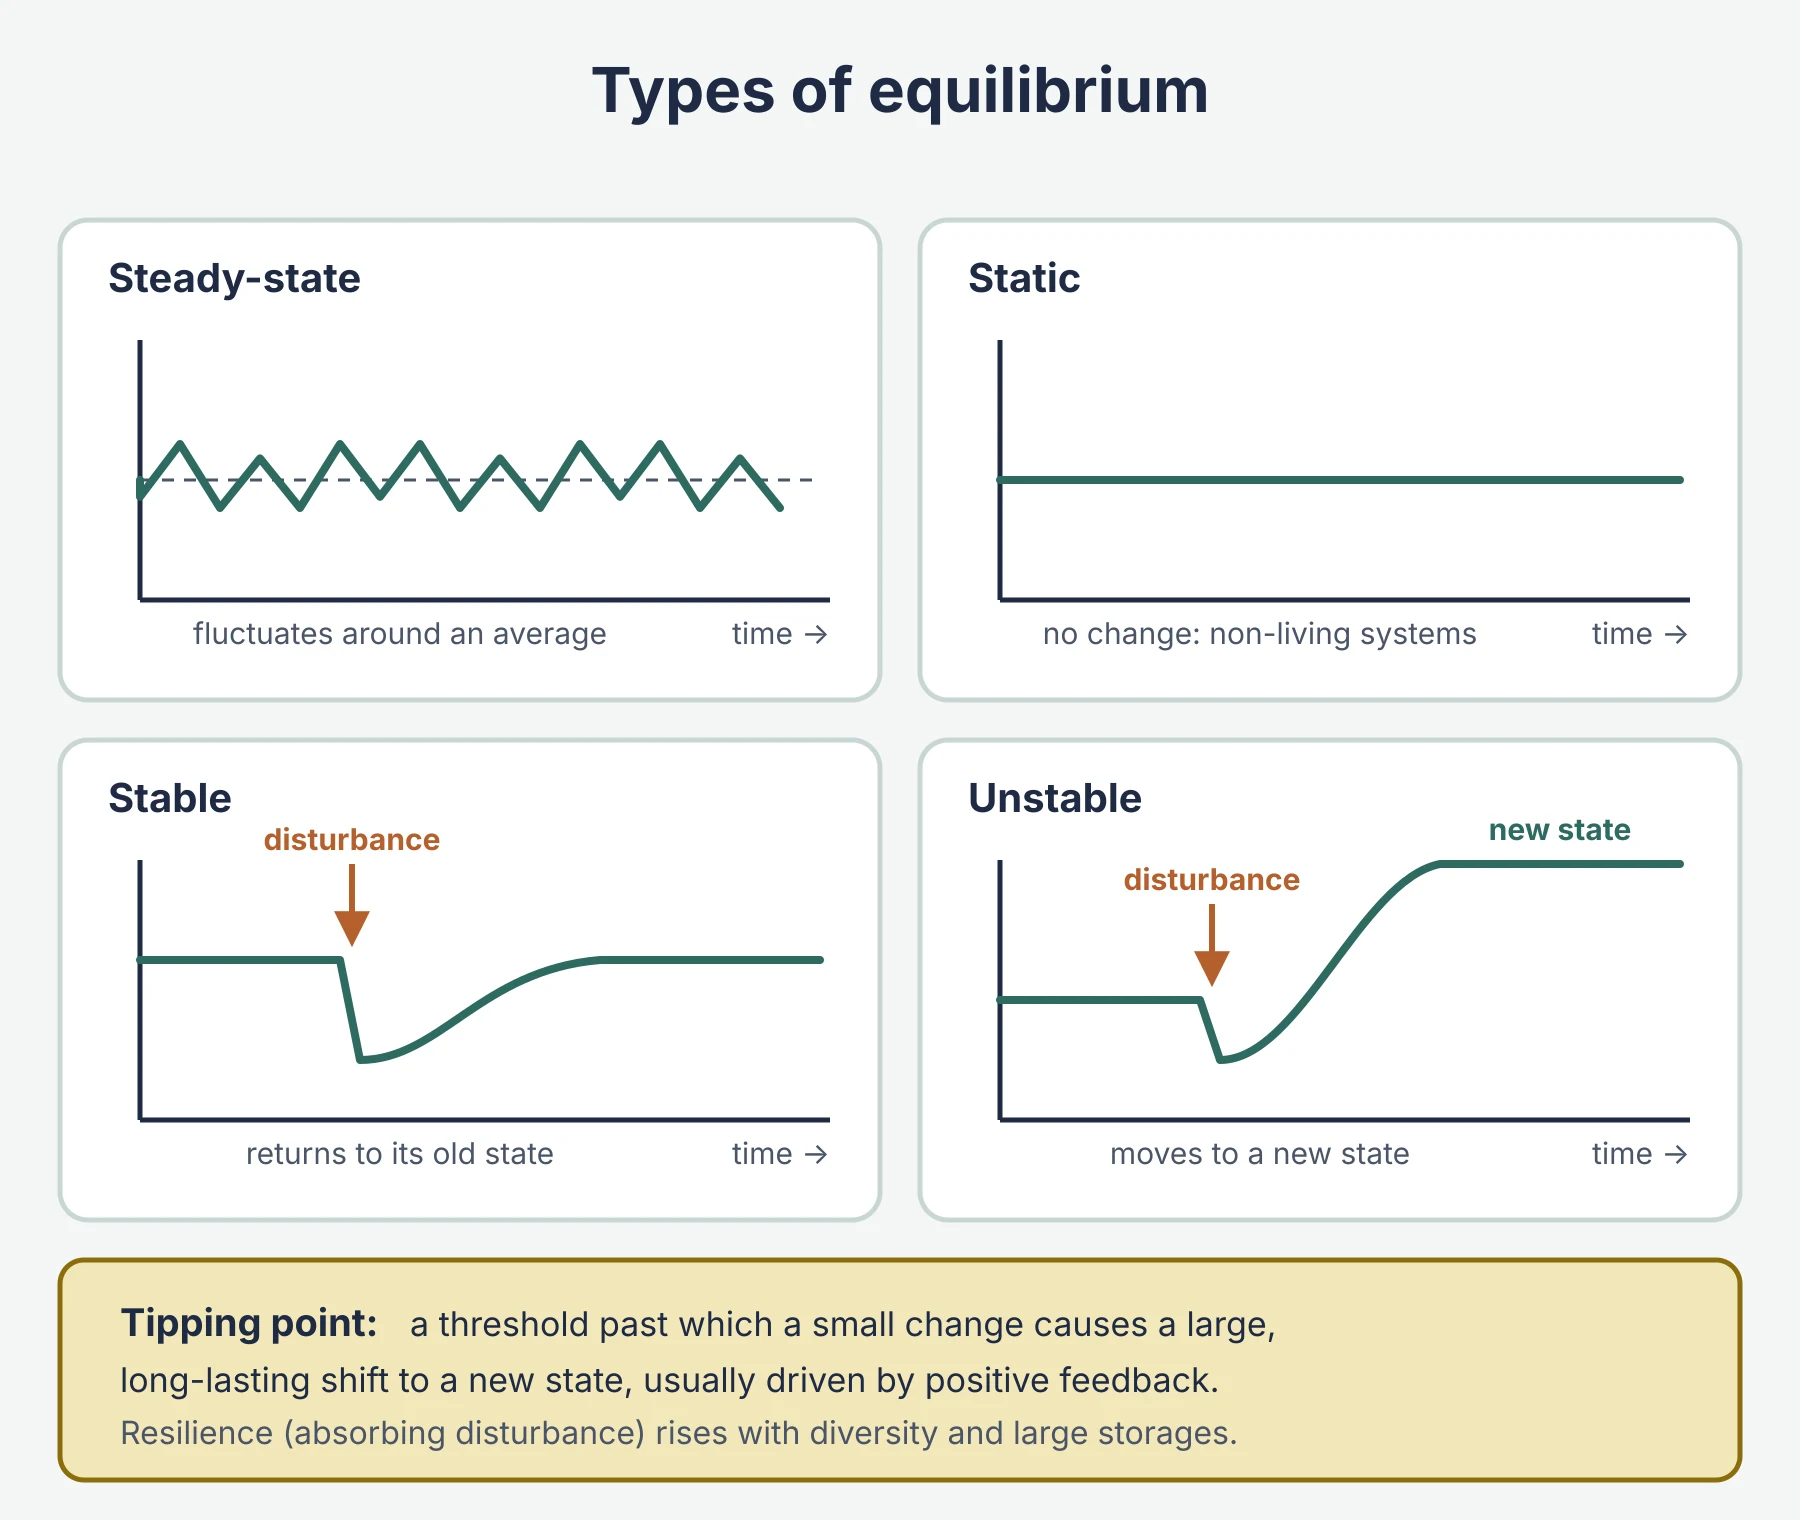 Types of equilibrium
Steady-state
fluctuates around an average
time →
Static
no change: non-living systems
time →
Stable
disturbance
returns to its old state
time →
Unstable
new state
disturbance
moves to a new state
time →
Tipping point: a threshold past which a small change causes a large,
long-lasting shift to a new state, usually driven by positive feedback.
Resilience (absorbing disturbance) rises with diversity and large storages.